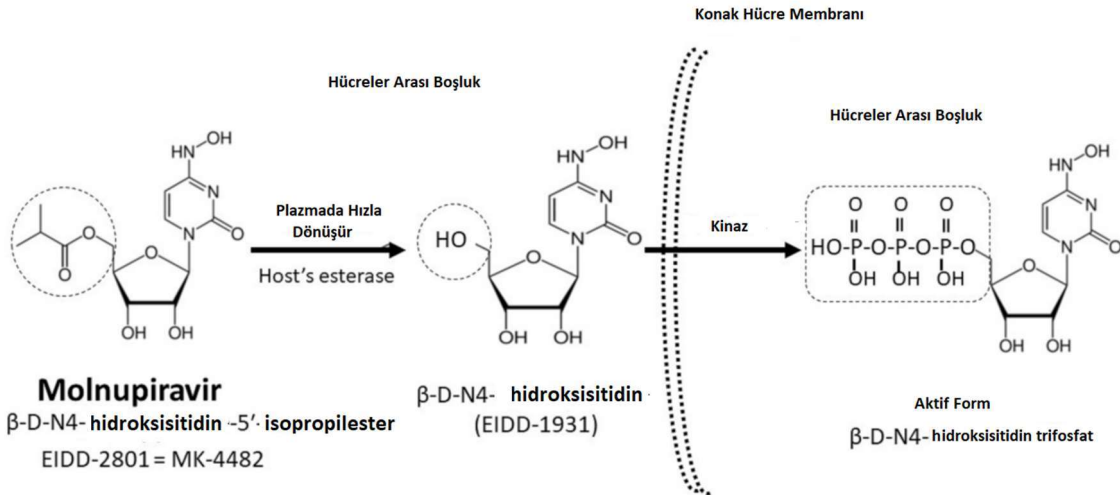 Konak Hücre Membranı
Hücreler Arası Boşluk
Hücreler Arası Boşluk
OH
HN
N
N
O
O
O
O
OH OH
Plazmada Hızla
Dönüşür
Host's esterase
OH
HN
N
N
O
HO
O
OH OH
Kinaz
OH
HN
N
N
O
O O O
HO-P-O-P-O-P-O
OH OH OH
O
OH OH
Molnupiravir
β-D-N4- hidroksisitidin -5'- isopropilester
EIDD-2801 = MK-4482
β-D-N4- hidroksisitidin
(EIDD-1931)
Aktif Form
β-D-N4- hidroksisitidin trifosfat